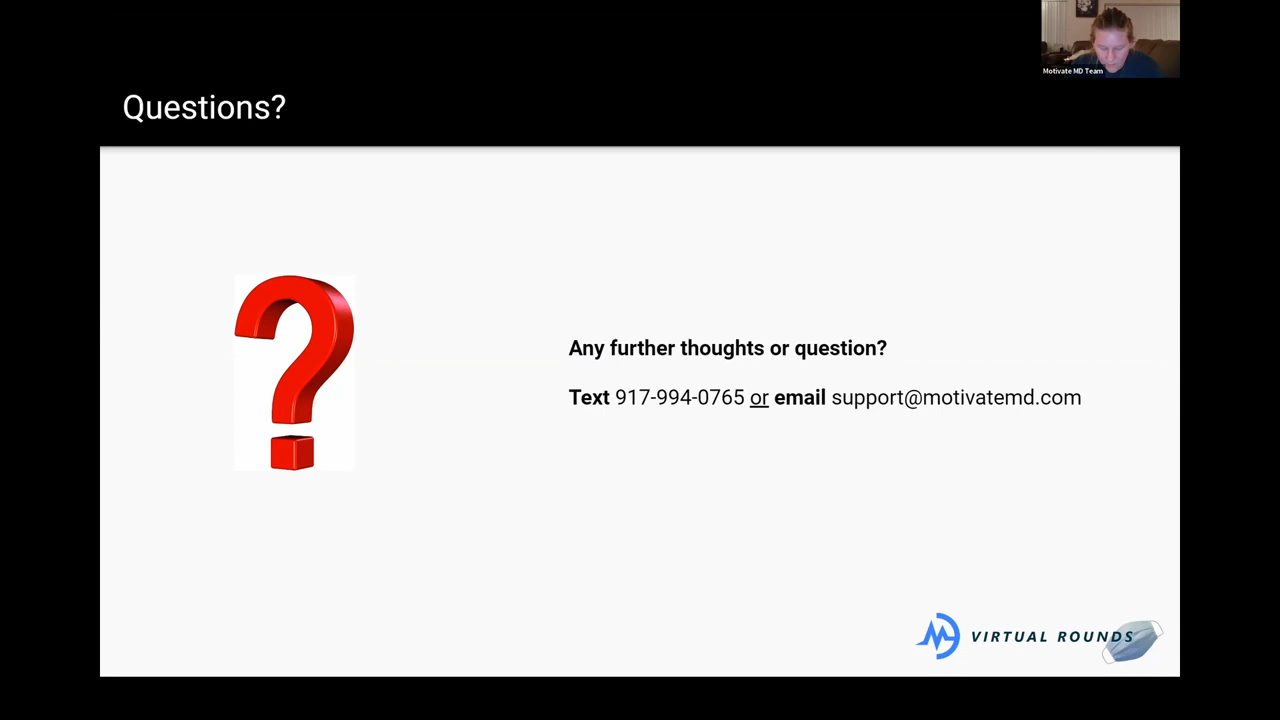 Motivate MD Team
Questions?
Any further thoughts or question?
Text 917-994-0765 or email support@motivatemd.com
VIRTUAL ROUNDS